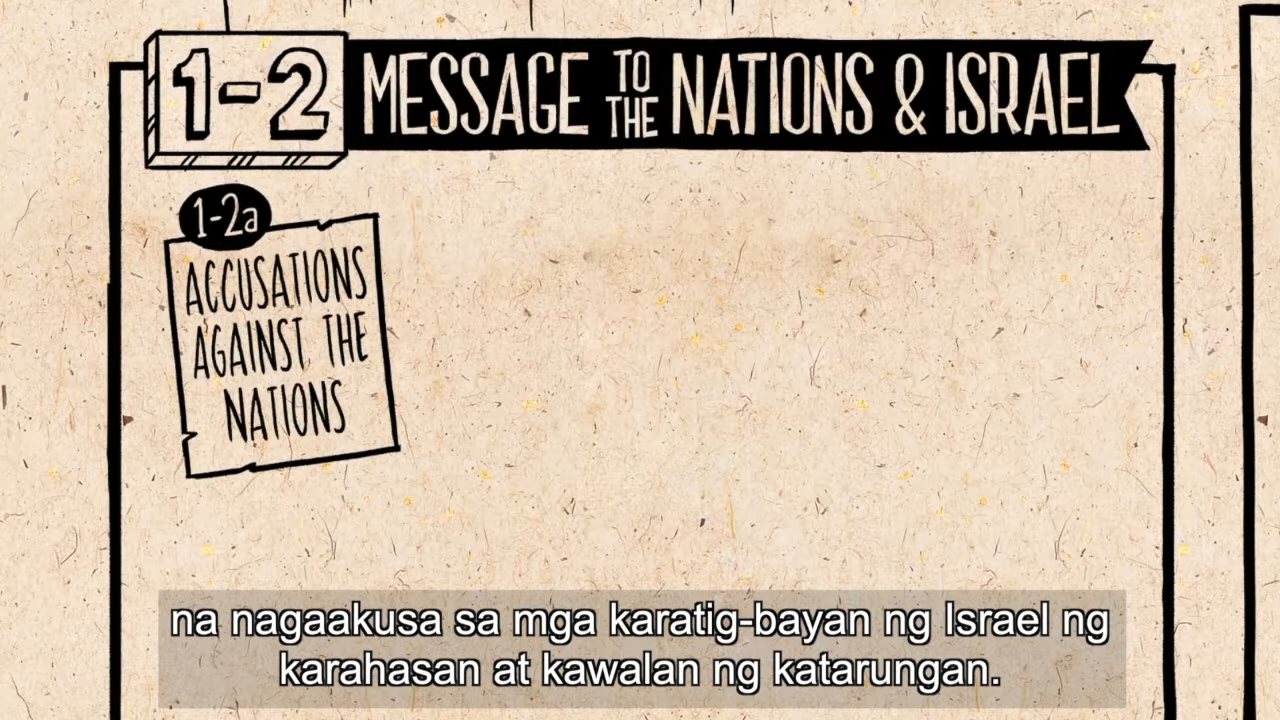 1-2 MESSAGE TO THE NATIONS & ISRAEL
1-2a
ACCUSATIONS
AGAINST THE
NATIONS
na nagaakusa sa mga karatig-bayan ng Israel ng
karahasan at kawalan ng katarungan.